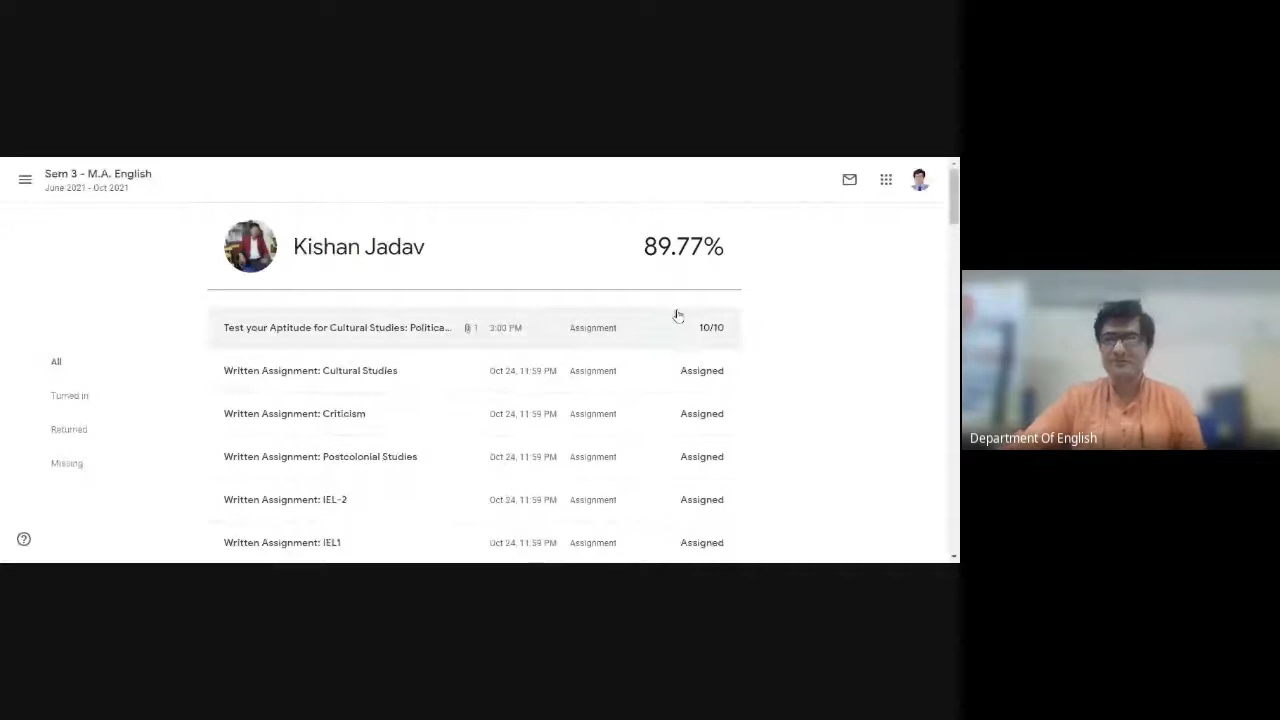 Sem 3 - M.A. English
June 2021 - Oct 2021
Kishan Jadav 89.77%
Test your Aptitude for Cultural Studies: Politica... 1 3:00 PM Assignment 10/10
All
Written Assignment: Cultural Studies Oct 24, 11:59 PM Assignment Assigned
Turned in
Written Assignment: Criticism Oct 24, 11:59 PM Assignment Assigned
Returned
Department Of English
Written Assignment: Postcolonial Studies Oct 24, 11:59 PM Assignment Assigned
Missing
Written Assignment: IEL-2 Oct 24, 11:59 PM Assignment Assigned
Written Assignment: IEL1 Oct 24, 11:59 PM Assignment Assigned